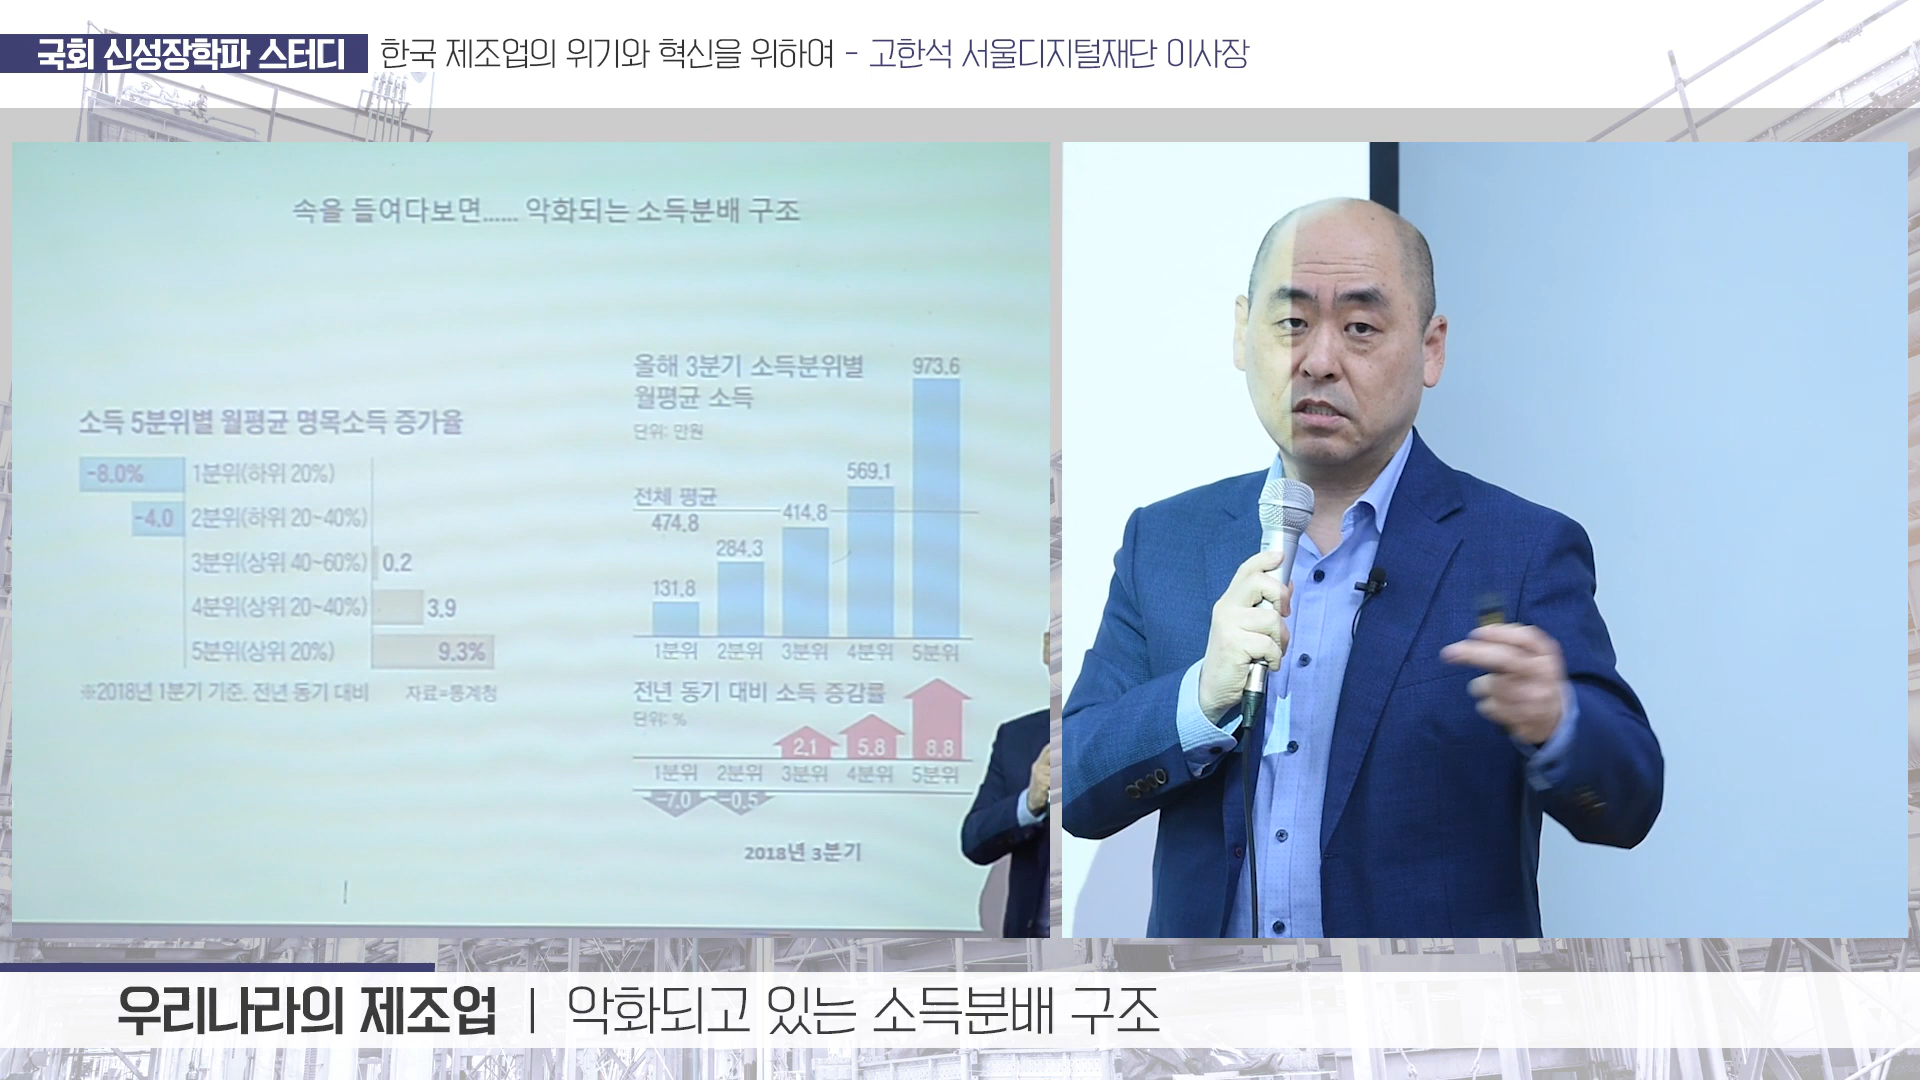 국회 신성장학파 스터디 한국 제조업의 위기와 혁신을 위하여 - 고한석 서울디지털재단 이사장
속을 들여다보면...... 악화되는 소득분배 구조
소득 5분위별 월평균 명목소득 증가율
-8.0% 1분위(하위 20%)
-4.0 2분위(하위 20~40%)
3분위(상위 40~60%) 0.2
4분위(상위 20~40%) 3.9
5분위(상위 20%) 9.3%
※2018년 1분기 기준, 전년 동기 대비 자료=통계청
올해 3분기 소득분위별
월평균 소득
단위: 만원
전체 평균
474.8
131.8 284.3 414.8 569.1 973.6
1분위 2분위 3분위 4분위 5분위
전년 동기 대비 소득 증감률
단위: %
2.1 5.8 8.8
1분위 2분위 3분위 4분위 5분위
-7.0 -0.5
2018년 3분기
우리나라의 제조업 | 악화되고 있는 소득분배 구조